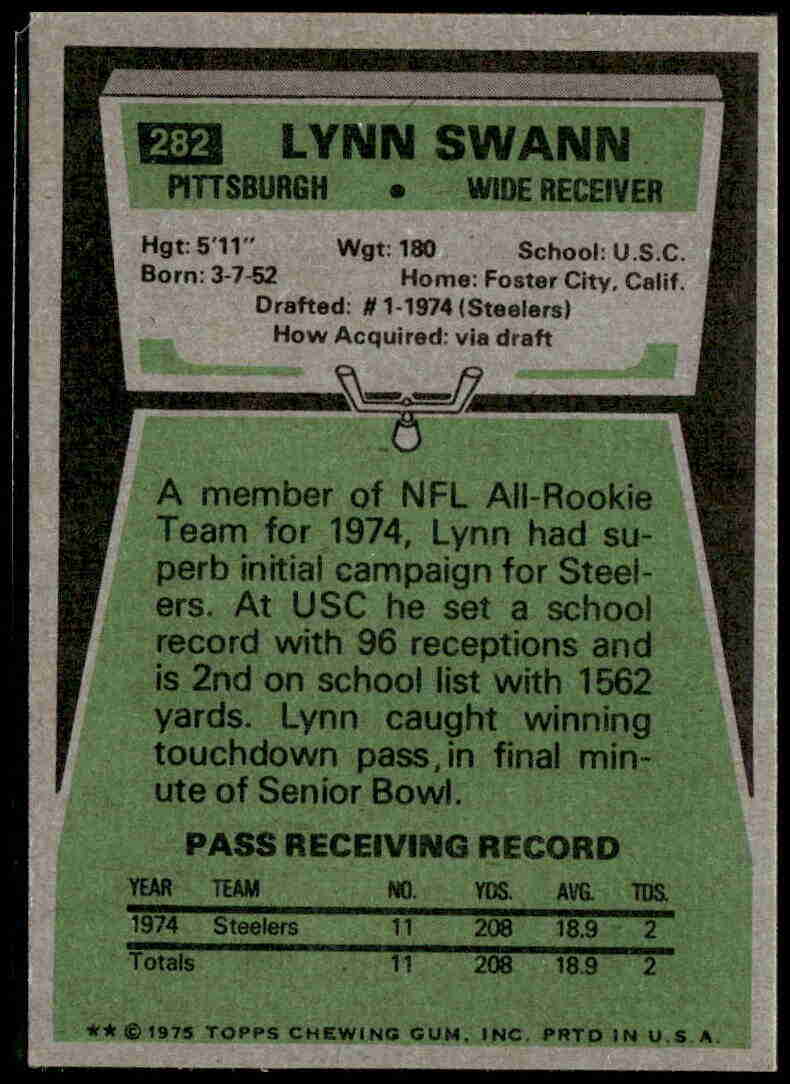 282 LYNN SWANN
PITTSBURGH • WIDE RECEIVER
Hgt: 5'11" Wgt: 180 School: U.S.C.
Born: 3-7-52 Home: Foster City, Calif.
Drafted: #1-1974 (Steelers)
How Acquired: via draft
A member of NFL All-Rookie
Team for 1974, Lynn had su-
perb initial campaign for Steel-
ers. At USC he set a school
record with 96 receptions and
is 2nd on school list with 1562
yards. Lynn caught winning
touchdown pass, in final min-
ute of Senior Bowl.
PASS RECEIVING RECORD
YEAR TEAM NO. YDS. AVG. TDS.
1974 Steelers 11 208 18.9 2
Totals 11 208 18.9 2
** © 1975 TOPPS CHEWING GUM, INC. PRTD IN U.S.A.